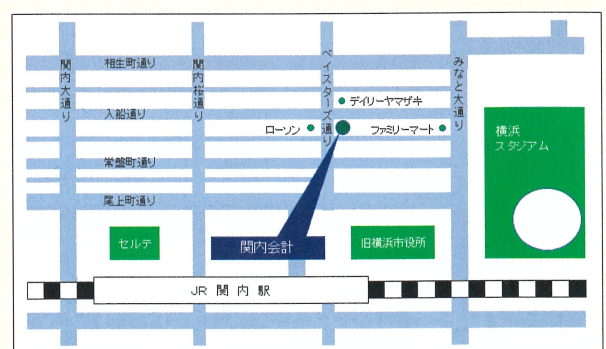 関内大通り
相生町通り
関内桜通り
ベイスターズ通り
みなと大通り
デイリーヤマザキ
入船通り
ローソン
ファミリーマート
横浜
スタジアム
常盤町通り
尾上町通り
セルテ
関内会計
旧横浜市役所
JR 関 内 駅